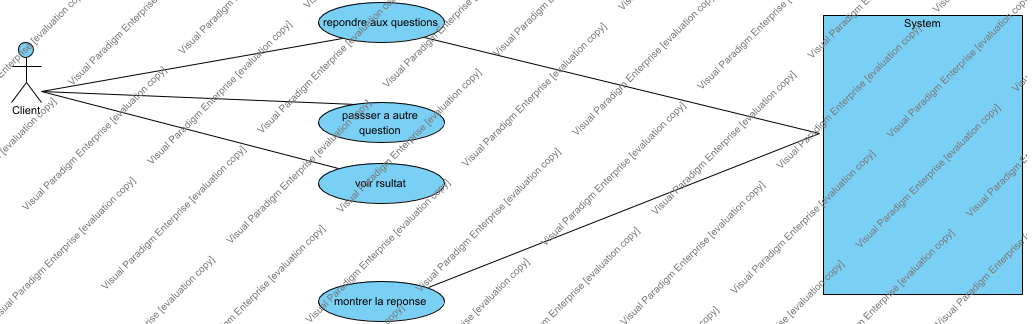 repondre aux questions
System
Client
passser a autre
question
voir rsultat
montrer la reponse
Visual Paradigm Enterprise [evaluation copy]